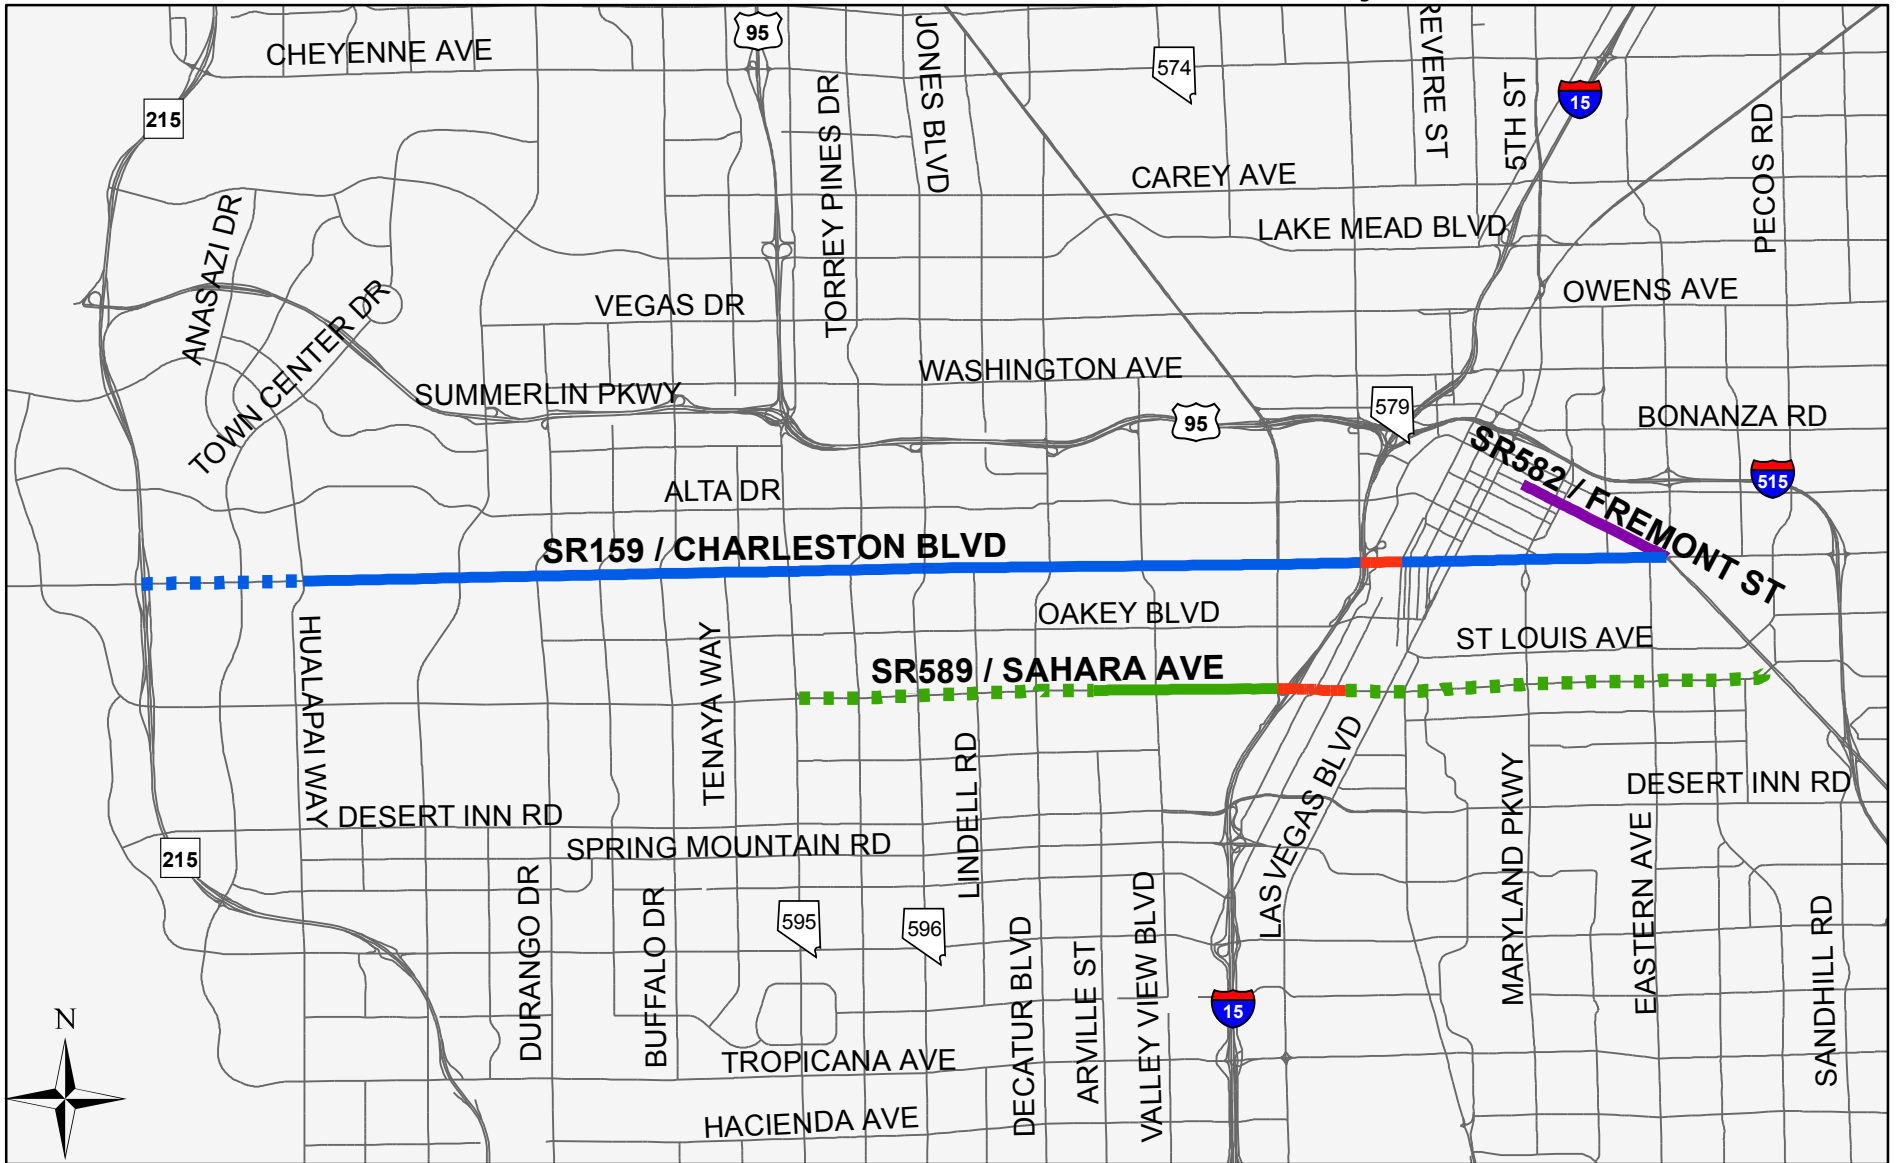 CHEYENNE AVE
95
JONES BLVD
574
REVERE ST
5TH ST
15
215
TORREY PINES DR
PECOS RD
CAREY AVE
LAKE MEAD BLVD
ANASAZI DR
TOWN CENTER DR
VEGAS DR
OWENS AVE
SUMMERLIN PKWY
WASHINGTON AVE
579
95
BONANZA RD
SR582 / FREMONT ST
515
ALTA DR
SR159 / CHARLESTON BLVD
OAKEY BLVD
ST LOUIS AVE
HUALAPAI WAY
TENAYA WAY
SR589 / SAHARA AVE
LINDELL RD
LAS VEGAS BLVD
MARYLAND PKWY
DESERT INN RD
DESERT INN RD
SPRING MOUNTAIN RD
215
DURANGO DR
BUFFALO DR
595
596
DECATUR BLVD
ARVILLE ST
VALLEY VIEW BLVD
EASTERN AVE
SANDHILL RD
15
N
TROPICANA AVE
HACIENDA AVE